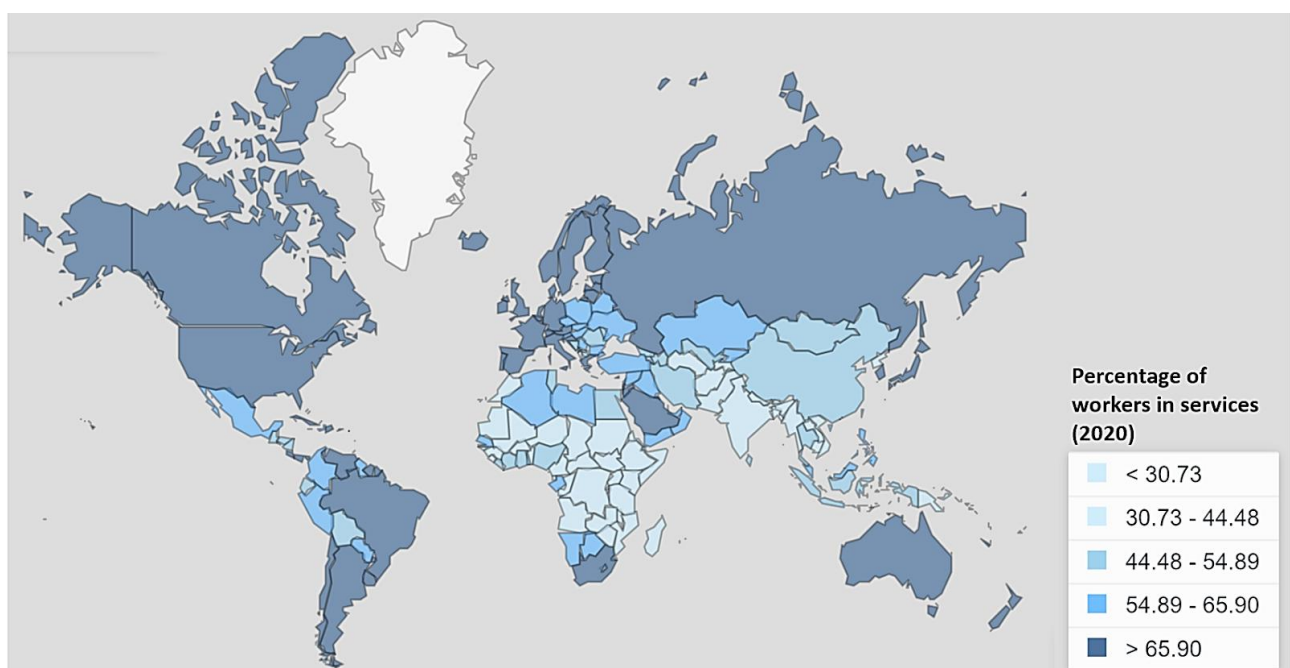 Percentage of
workers in services
(2020)
< 30.73
30.73 - 44.48
44.48 - 54.89
54.89 - 65.90
> 65.90